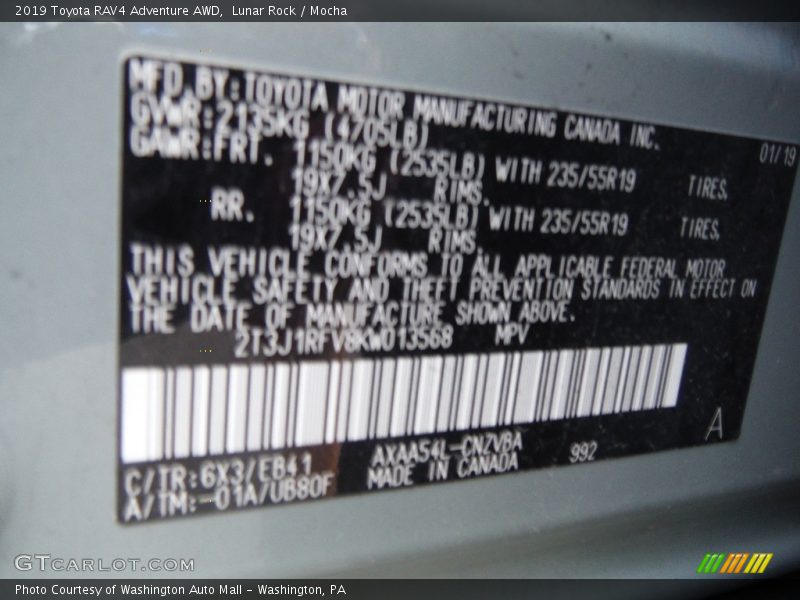 2019 Toyota RAV4 Adventure AWD, Lunar Rock / Mocha
MFD.BY:TOYOTA MOTOR MANUFACTURING CANADA INC.
GVWR:2135KG (4705LB) 01/19
GAWR:FRT. 1150KG (2535LB) WITH 235/55R19 TIRES,
19X7.5J RIMS.
RR. 1150KG (2535LB) WITH 235/55R19 TIRES,
19X7.5J RIMS.
THIS VEHICLE CONFORMS TO ALL APPLICABLE FEDERAL MOTOR
VEHICLE SAFETY AND THEFT PREVENTION STANDARDS IN EFFECT ON
THE DATE OF MANUFACTURE SHOWN ABOVE.
2T3J1RFV8KW013568 MPV
A
C/TR:6X3/EB41 AXAA54L-CNZVBA 992
A/TM:-01A/UB80F MADE IN CANADA
GTCARLOT.COM
Photo Courtesy of Washington Auto Mall - Washington, PA